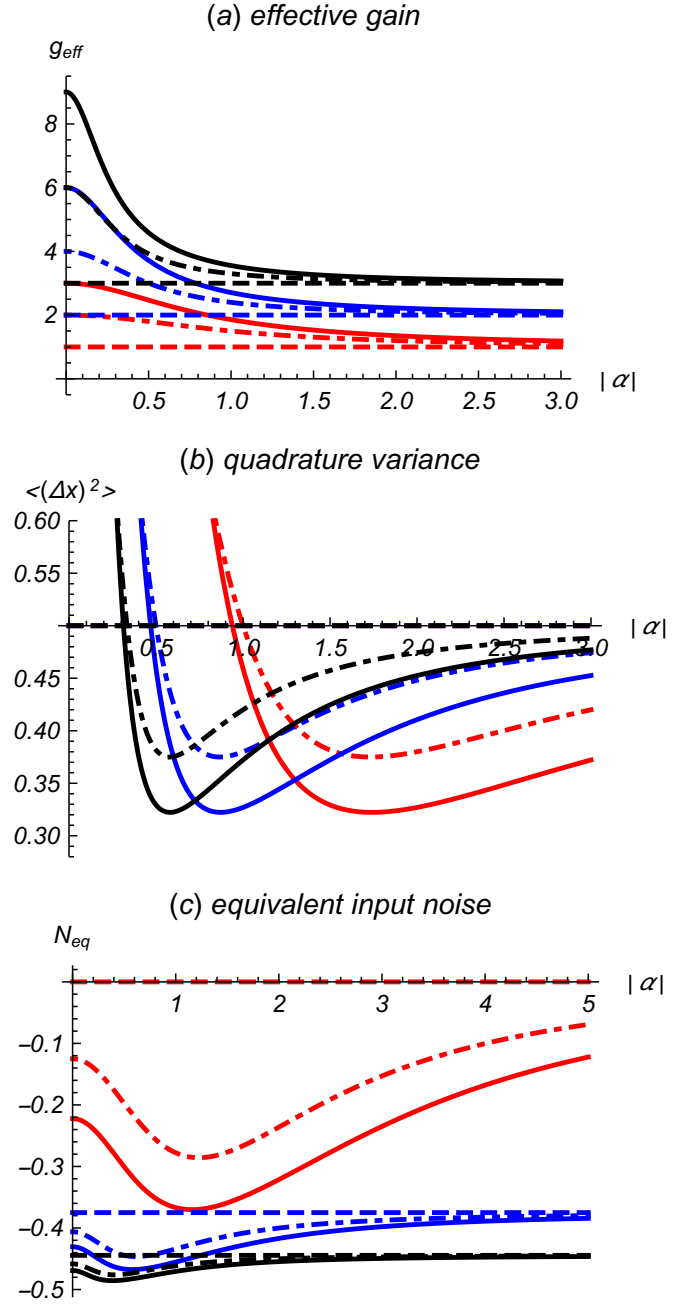 (a) effective gain
g_eff
8
6
4
2
0.5 1.0 1.5 2.0 2.5 3.0 | α |
(b) quadrature variance
<(Δx)²>
0.60
0.55
0.5 1.0 1.5 2.0 2.5 3.0 | α |
0.45
0.40
0.35
0.30
(c) equivalent input noise
N_eq
1 2 3 4 5 | α |
−0.1
−0.2
−0.3
−0.4
−0.5